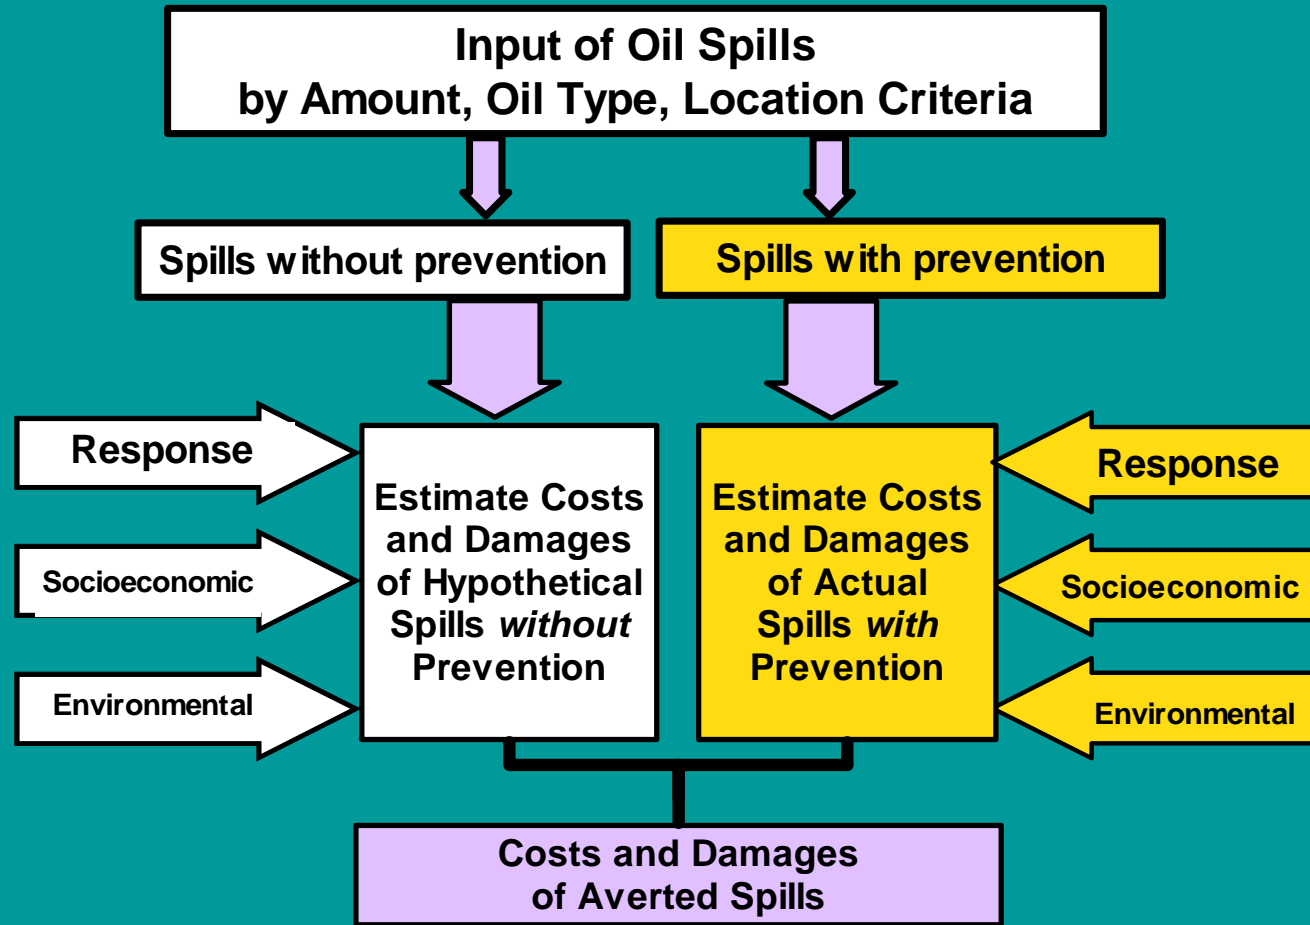 Input of Oil Spills
by Amount, Oil Type, Location Criteria
Spills without prevention
Spills with prevention
Response
Socioeconomic
Environmental
Estimate Costs
and Damages
of Hypothetical
Spills without
Prevention
Estimate Costs
and Damages
of Actual
Spills with
Prevention
Response
Socioeconomic
Environmental
Costs and Damages
of Averted Spills